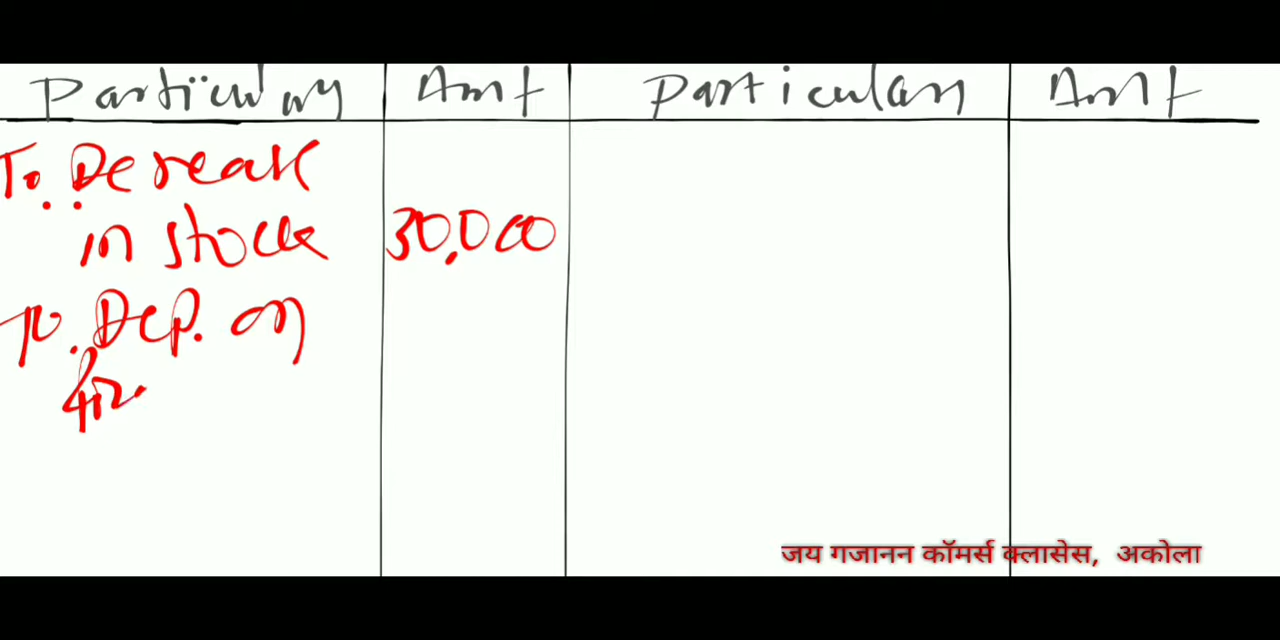 Particulars Amt Particulars Amt
To. Decrease
in stock 30,000
To. Dep. on
जय गजानन कॉमर्स क्लासेस, अकोला